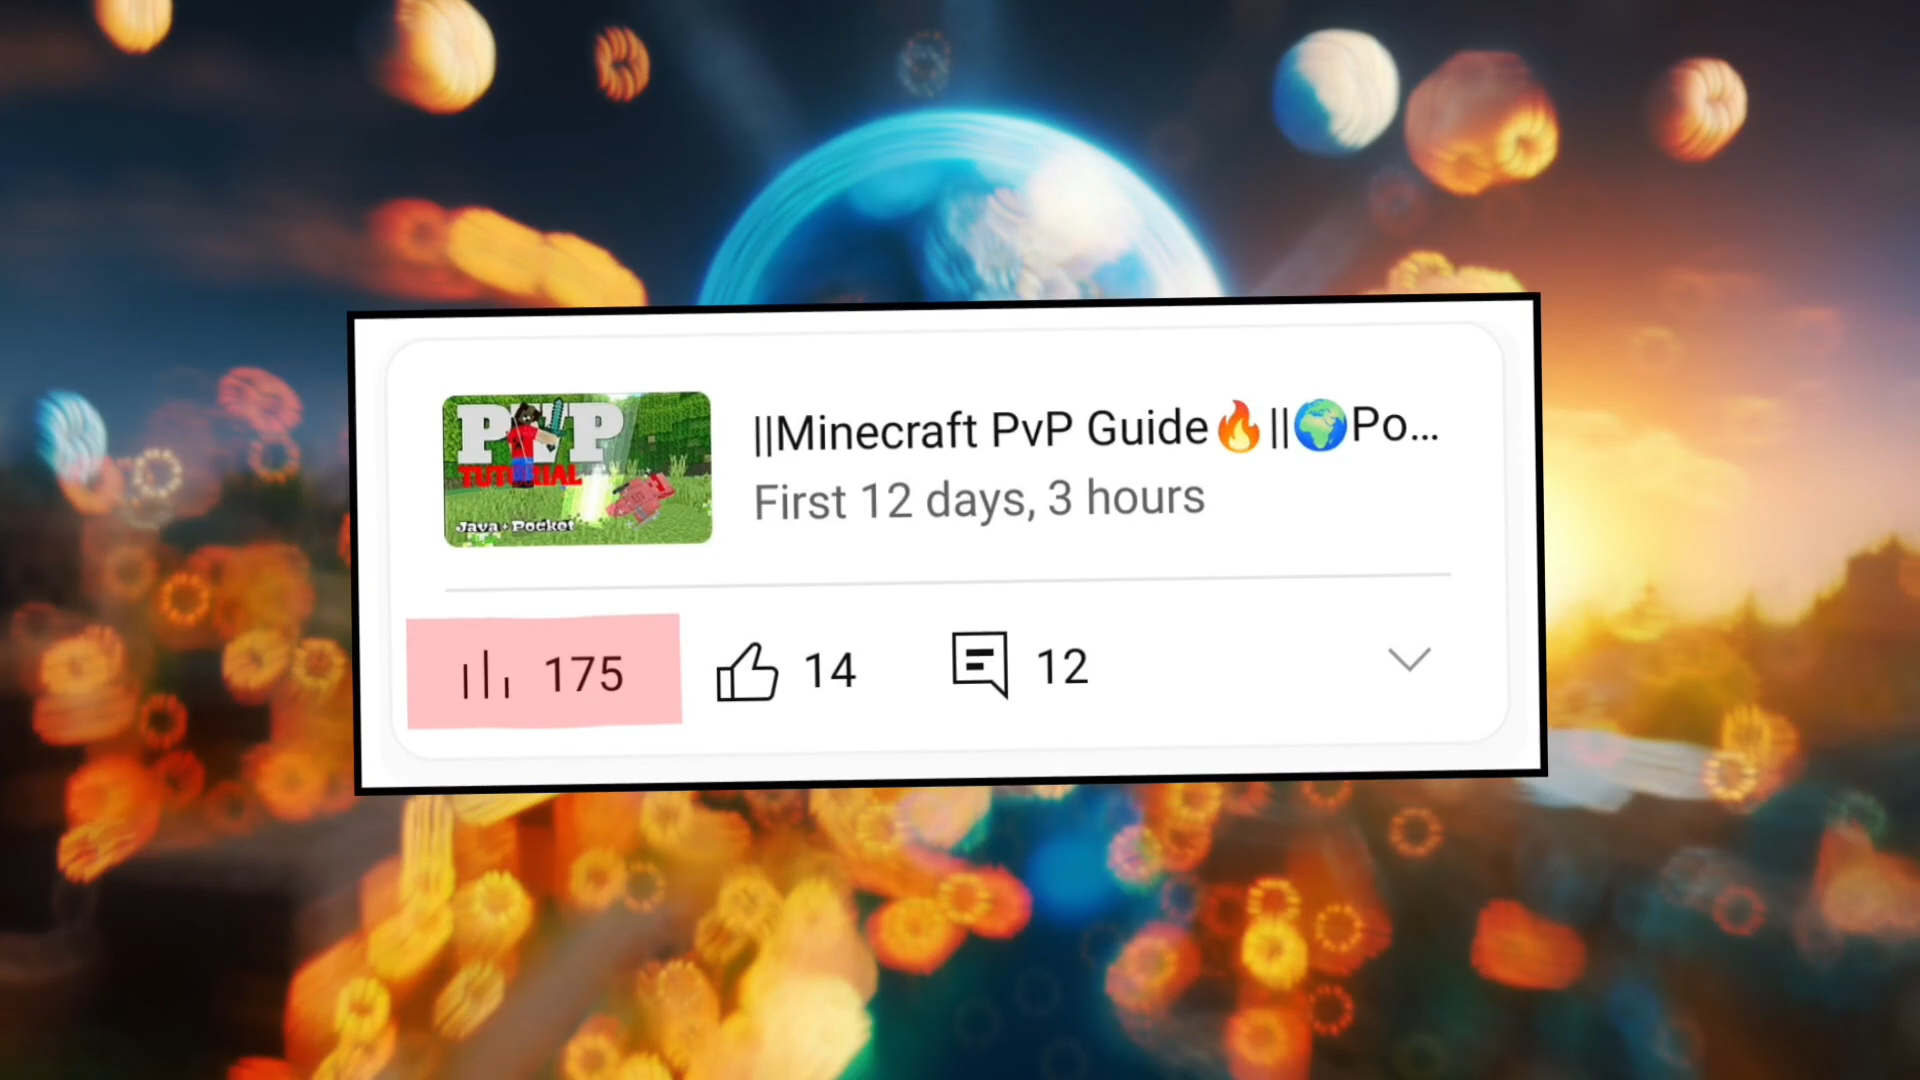 PVP
TUTORIAL
Java + Pocket
||Minecraft PvP Guide🔥||🌍Po...
First 12 days, 3 hours
175
14
12